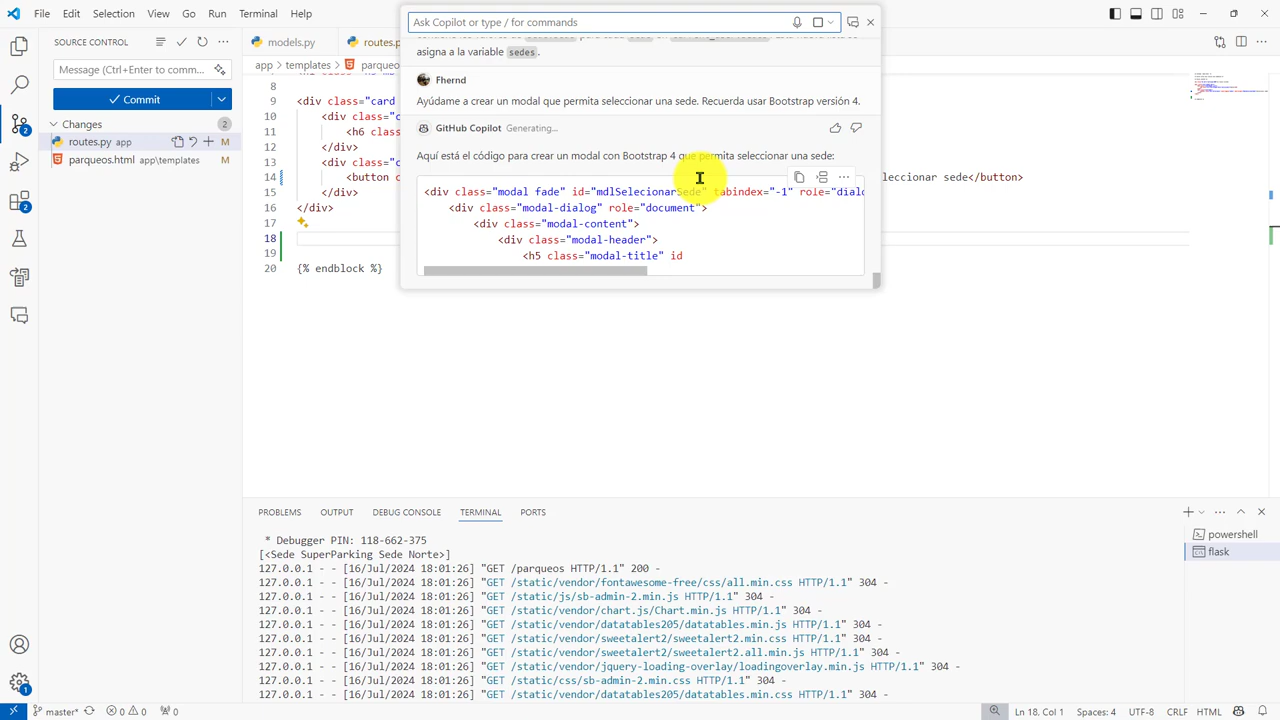 File Edit Selection View Go Run Terminal Help
Ask Copilot or type / for commands
SOURCE CONTROL
models.py
routes.p
Message (Ctrl+Enter to comm...
Commit
Changes 2
routes.py app M
parqueos.html app\templates M
app > templates > parqueo
asigna a la variable sedes.
Fhernd
Ayúdame a crear un modal que permita seleccionar una sede. Recuerda usar Bootstrap versión 4.
GitHub Copilot Generating...
Aquí está el código para crear un modal con Bootstrap 4 que permita seleccionar una sede:
<div class="modal fade" id="mdlSelecionarSede" tabindex="-1" role="dialo
<div class="modal-dialog" role="document">
<div class="modal-content">
<div class="modal-header">
<h5 class="modal-title" id
8
9 <div class="card
10 <div class="c
11 <h6
12 </div>
13 <div class="c
14 <button eleccionar sede</button>
15 </div>
16 </div>
17
18
19
20 {% endblock %}
2
2
1
PROBLEMS OUTPUT DEBUG CONSOLE TERMINAL PORTS
powershell
flask
* Debugger PIN: 118-662-375
[<Sede SuperParking Sede Norte>]
127.0.0.1 - - [16/Jul/2024 18:01:26] "GET /parqueos HTTP/1.1" 200 -
127.0.0.1 - - [16/Jul/2024 18:01:26] "GET /static/vendor/fontawesome-free/css/all.min.css HTTP/1.1" 304 -
127.0.0.1 - - [16/Jul/2024 18:01:26] "GET /static/js/sb-admin-2.min.js HTTP/1.1" 304 -
127.0.0.1 - - [16/Jul/2024 18:01:26] "GET /static/vendor/chart.js/Chart.min.js HTTP/1.1" 304 -
127.0.0.1 - - [16/Jul/2024 18:01:26] "GET /static/vendor/datatables205/datatables.min.js HTTP/1.1" 304 -
127.0.0.1 - - [16/Jul/2024 18:01:26] "GET /static/vendor/sweetalert2/sweetalert2.min.css HTTP/1.1" 304 -
127.0.0.1 - - [16/Jul/2024 18:01:26] "GET /static/vendor/sweetalert2/sweetalert2.all.min.js HTTP/1.1" 304 -
127.0.0.1 - - [16/Jul/2024 18:01:26] "GET /static/vendor/jquery-loading-overlay/loadingoverlay.min.js HTTP/1.1" 304 -
127.0.0.1 - - [16/Jul/2024 18:01:26] "GET /static/css/sb-admin-2.min.css HTTP/1.1" 304 -
127.0.0.1 - - [16/Jul/2024 18:01:26] "GET /static/vendor/datatables205/datatables.min.css HTTP/1.1" 304 -
master* 0 0 0 Ln 18, Col 1 Spaces: 4 UTF-8 CRLF HTML